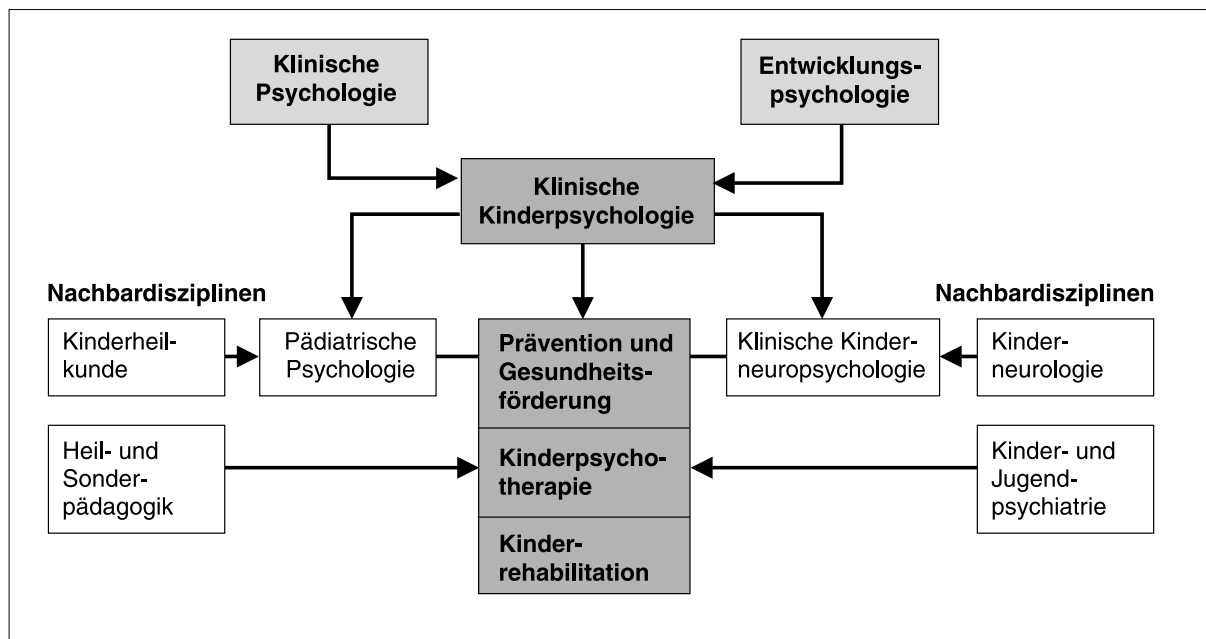 Klinische
Psychologie
Entwicklungs-
psychologie
Klinische
Kinderpsychologie
Nachbardisziplinen
Nachbardisziplinen
Kinderheil-
kunde
Pädiatrische
Psychologie
Prävention und
Gesundheits-
förderung
Klinische Kinder-
neuropsychologie
Kinder-
neurologie
Heil- und
Sonder-
pädagogik
Kinderpsycho-
therapie
Kinder- und
Jugend-
psychiatrie
Kinder-
rehabilitation